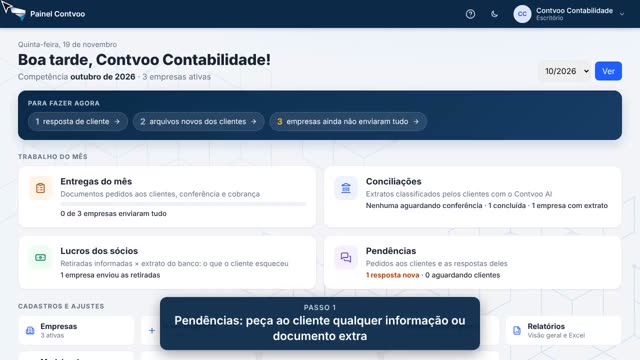 Painel Contvoo
CC
Contvoo Contabilidade
Escritório
Quinta-feira, 19 de novembro
Boa tarde, Contvoo Contabilidade!
Competência outubro de 2026 · 3 empresas ativas
10/2026
Ver
PARA FAZER AGORA
1 resposta de cliente →
2 arquivos novos dos clientes →
3 empresas ainda não enviaram tudo →
TRABALHO DO MÊS
Entregas do mês
Documentos pedidos aos clientes, conferência e cobrança
0 de 3 empresas enviaram tudo
Conciliações
Extratos classificados pelos clientes com o Contvoo AI
Nenhuma aguardando conferência · 1 concluída · 1 empresa com extrato
Lucros dos sócios
Retiradas informadas × extrato do banco: o que o cliente esqueceu
1 empresa enviou as retiradas
Pendências
Pedidos aos clientes e as respostas deles
1 resposta nova · 0 aguardando clientes
CADASTROS E AJUSTES
Empresas
3 ativas
+
Relatórios
Visão geral e Excel
PASSO 1
Pendências: peça ao cliente qualquer informação ou
documento extra